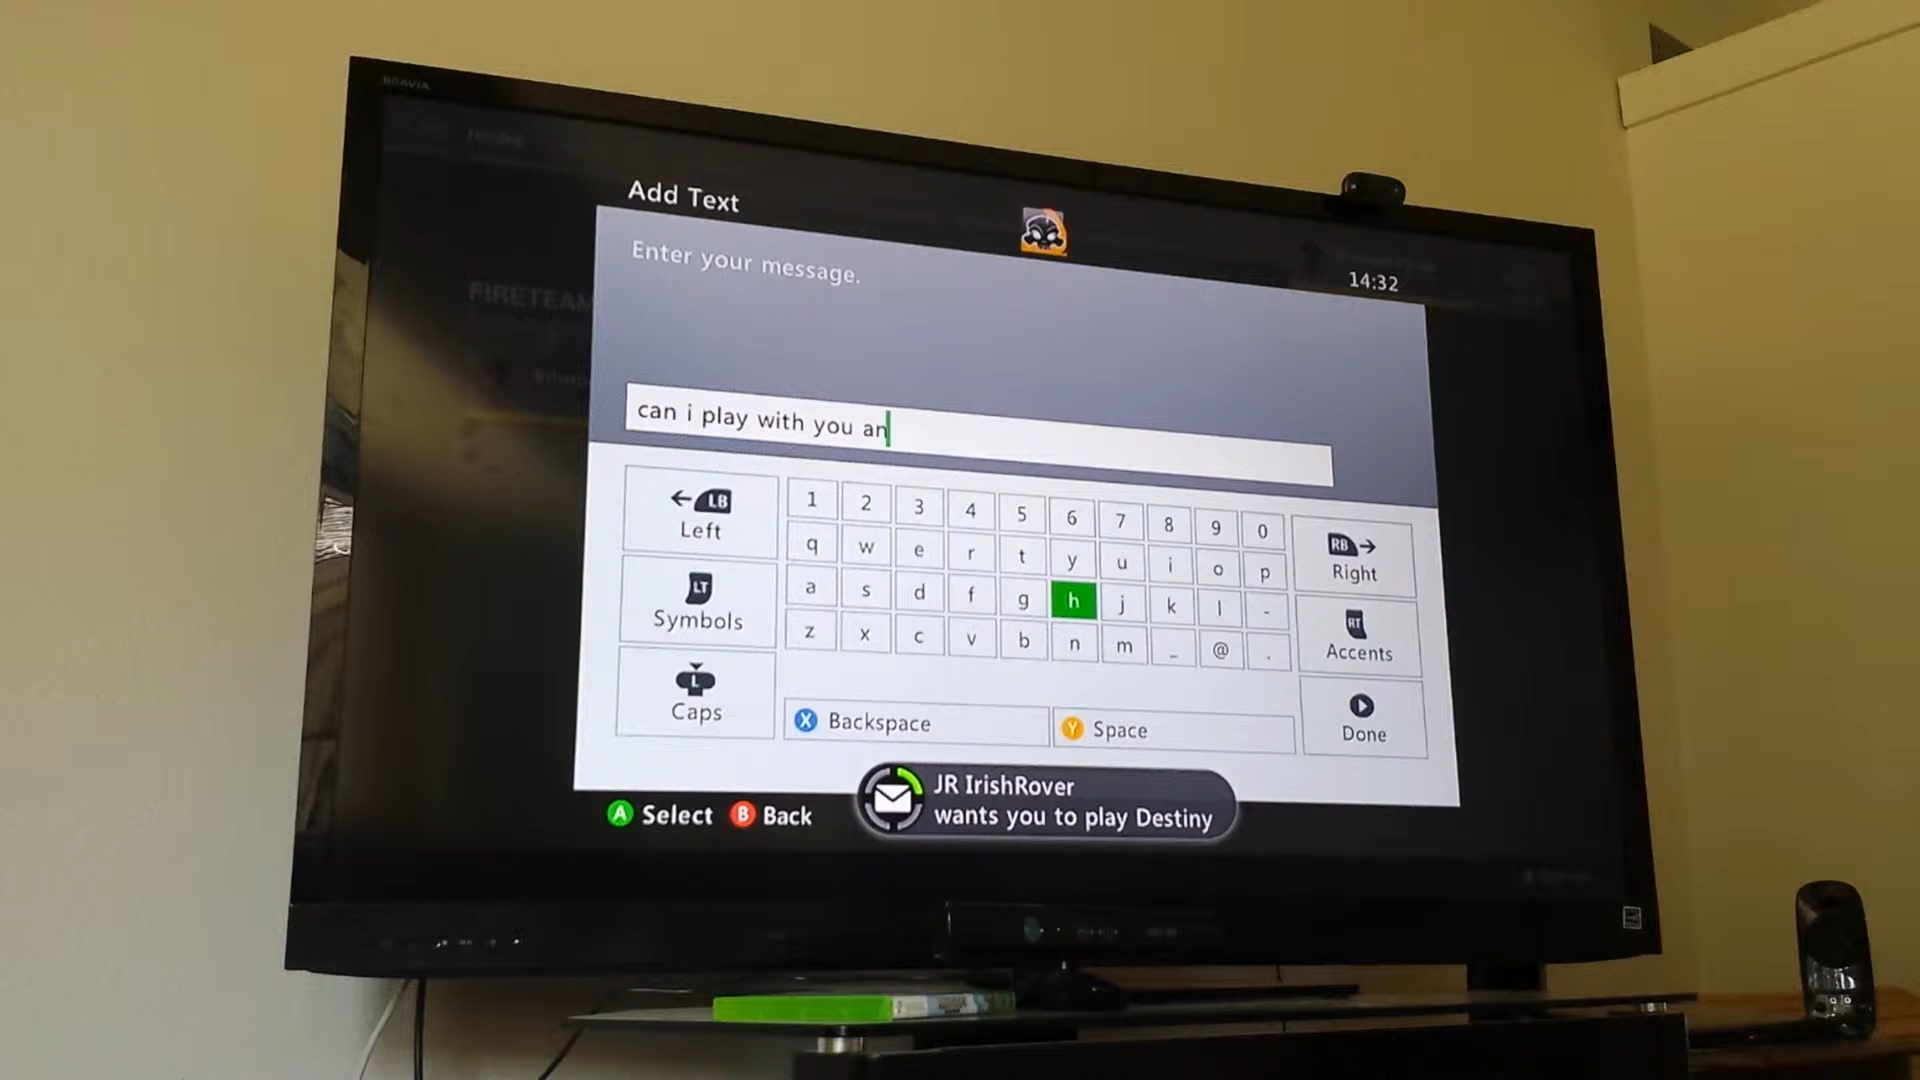 BRAVIA
Add Text
Enter your message.
14:32
FIRETEAM
can i play with you an
LB
Left
1 2 3 4 5 6 7 8 9 0
RB
Right
q w e r t y u i o p
LT
Symbols
a s d f g h j k l -
RT
Accents
z x c v b n m _ @ .
L
Caps
X Backspace
Y Space
Done
A Select B Back
JR IrishRover
wants you to play Destiny